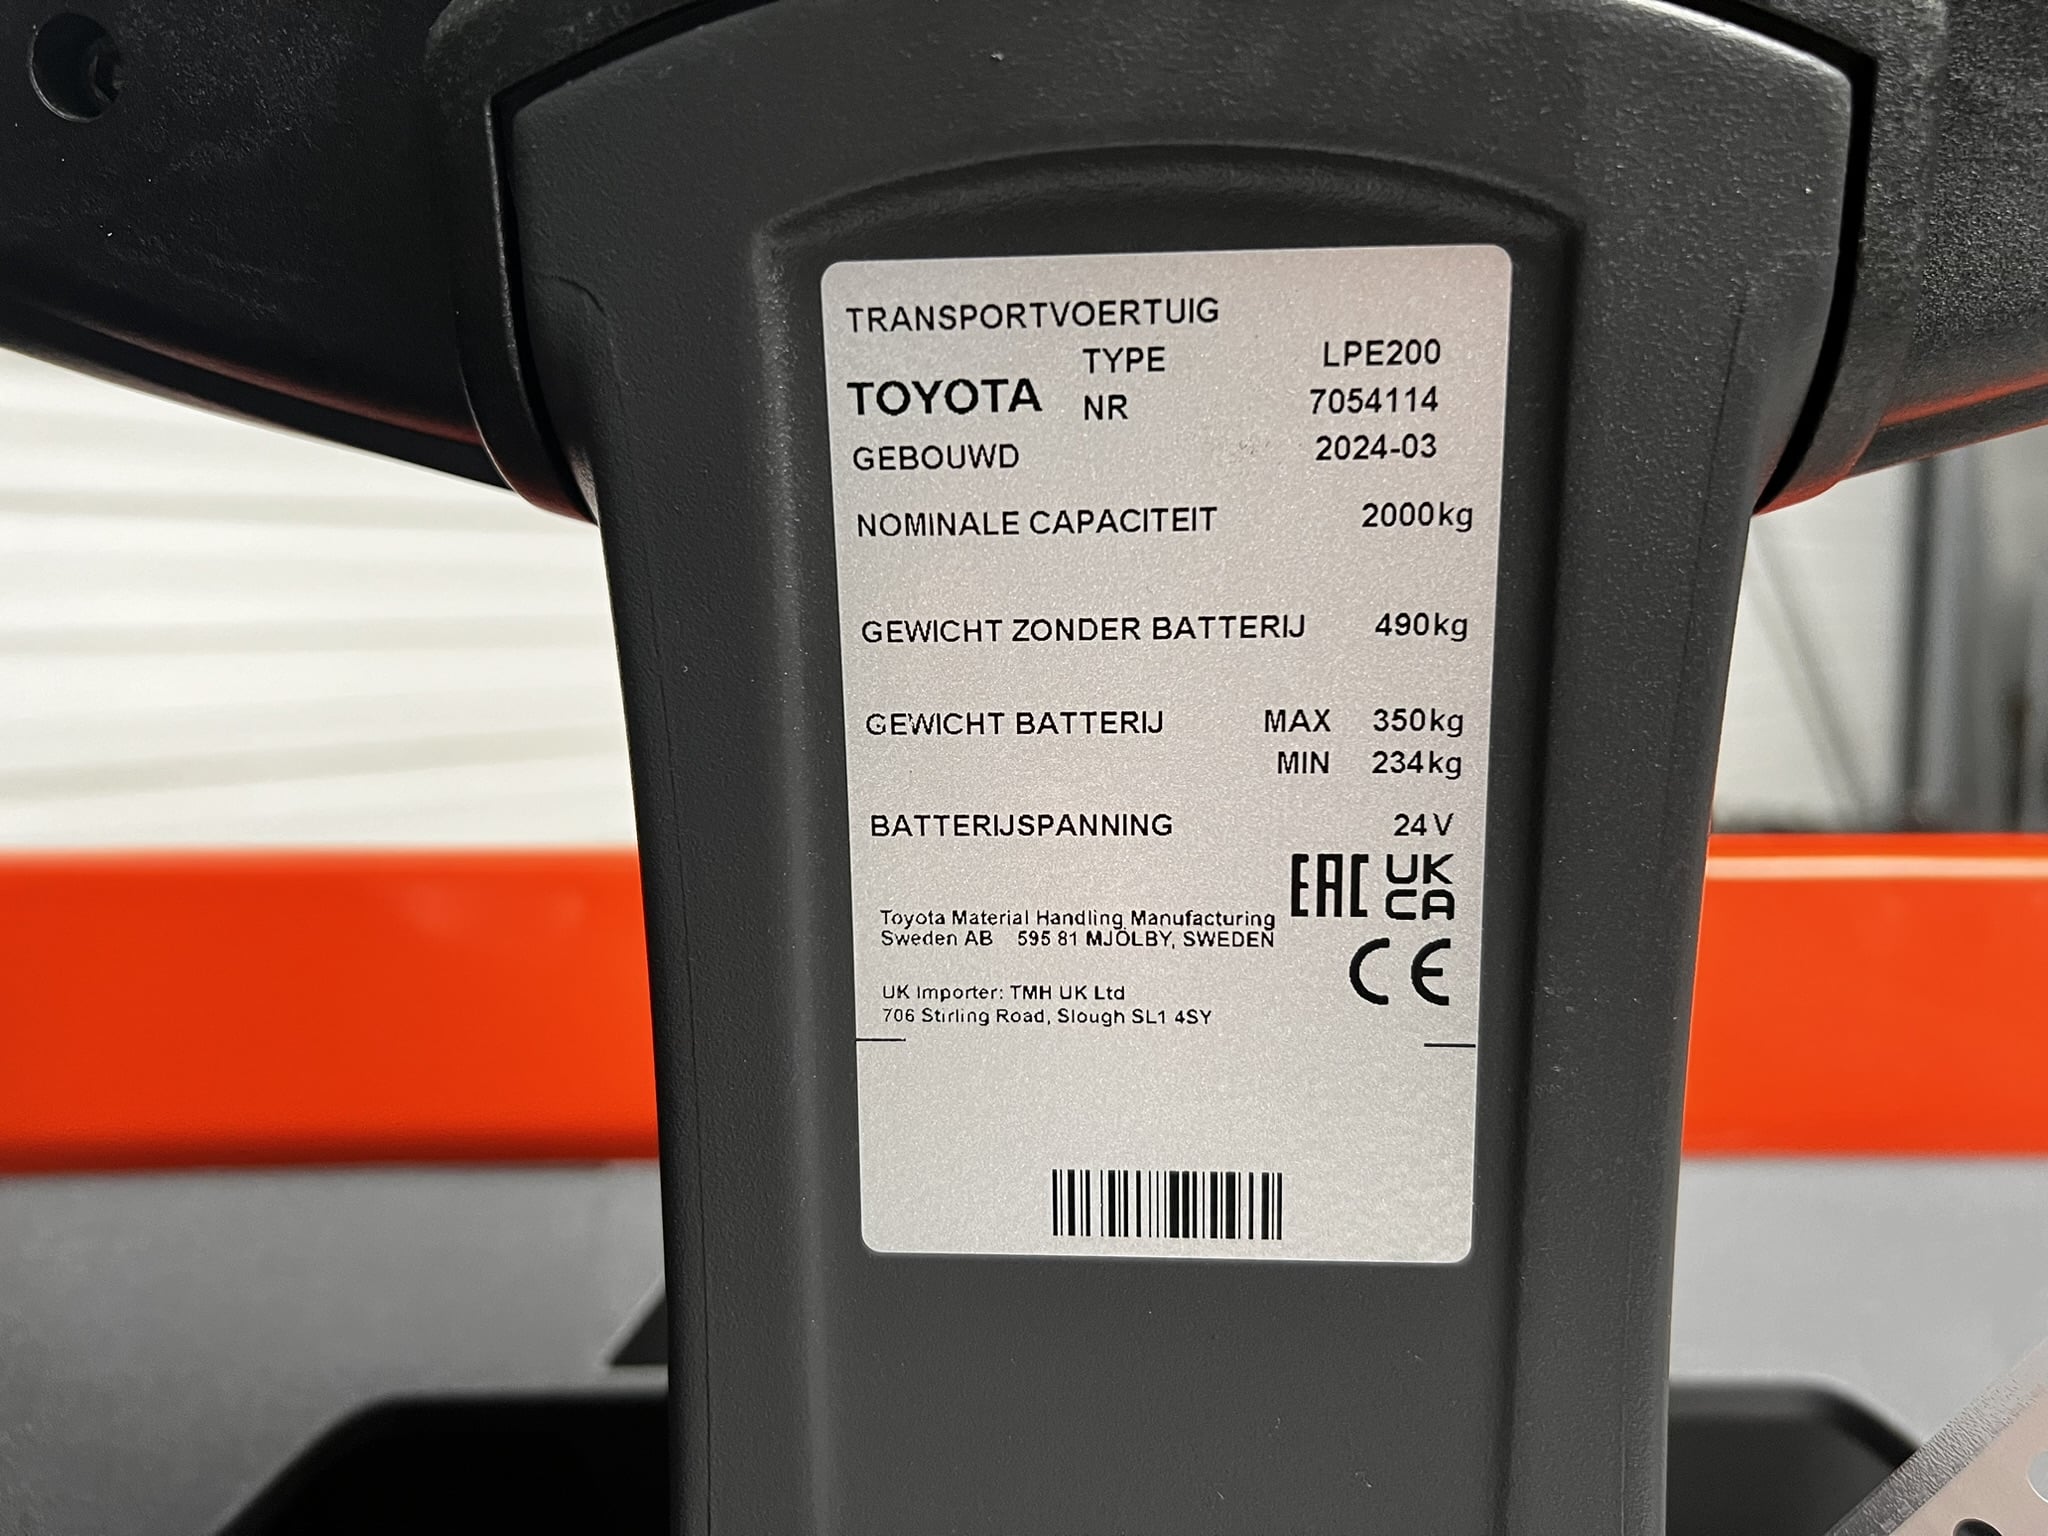 TRANSPORTVOERTUIG
TYPE LPE200
TOYOTA NR 7054114
GEBOUWD 2024-03
NOMINALE CAPACITEIT 2000kg
GEWICHT ZONDER BATTERIJ 490kg
GEWICHT BATTERIJ MAX 350kg
MIN 234kg
BATTERIJSPANNING 24V
EAC UK
CA
Toyota Material Handling Manufacturing
Sweden AB 595 81 MJÖLBY, SWEDEN
CE
UK Importer: TMH UK Ltd
706 Stirling Road, Slough SL1 4SY